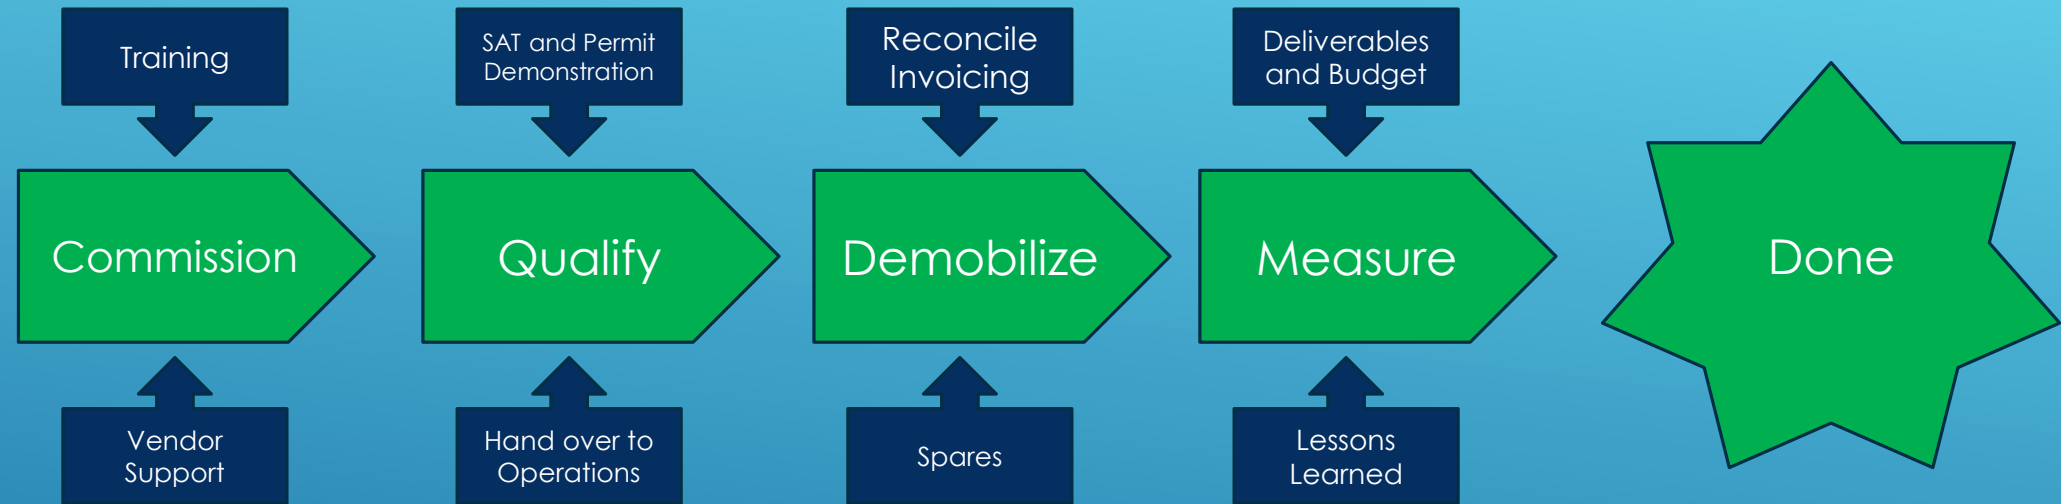 Training
SAT and Permit
Demonstration
Reconcile
Invoicing
Deliverables
and Budget
Commission
Qualify
Demobilize
Measure
Done
Vendor
Support
Hand over to
Operations
Spares
Lessons
Learned